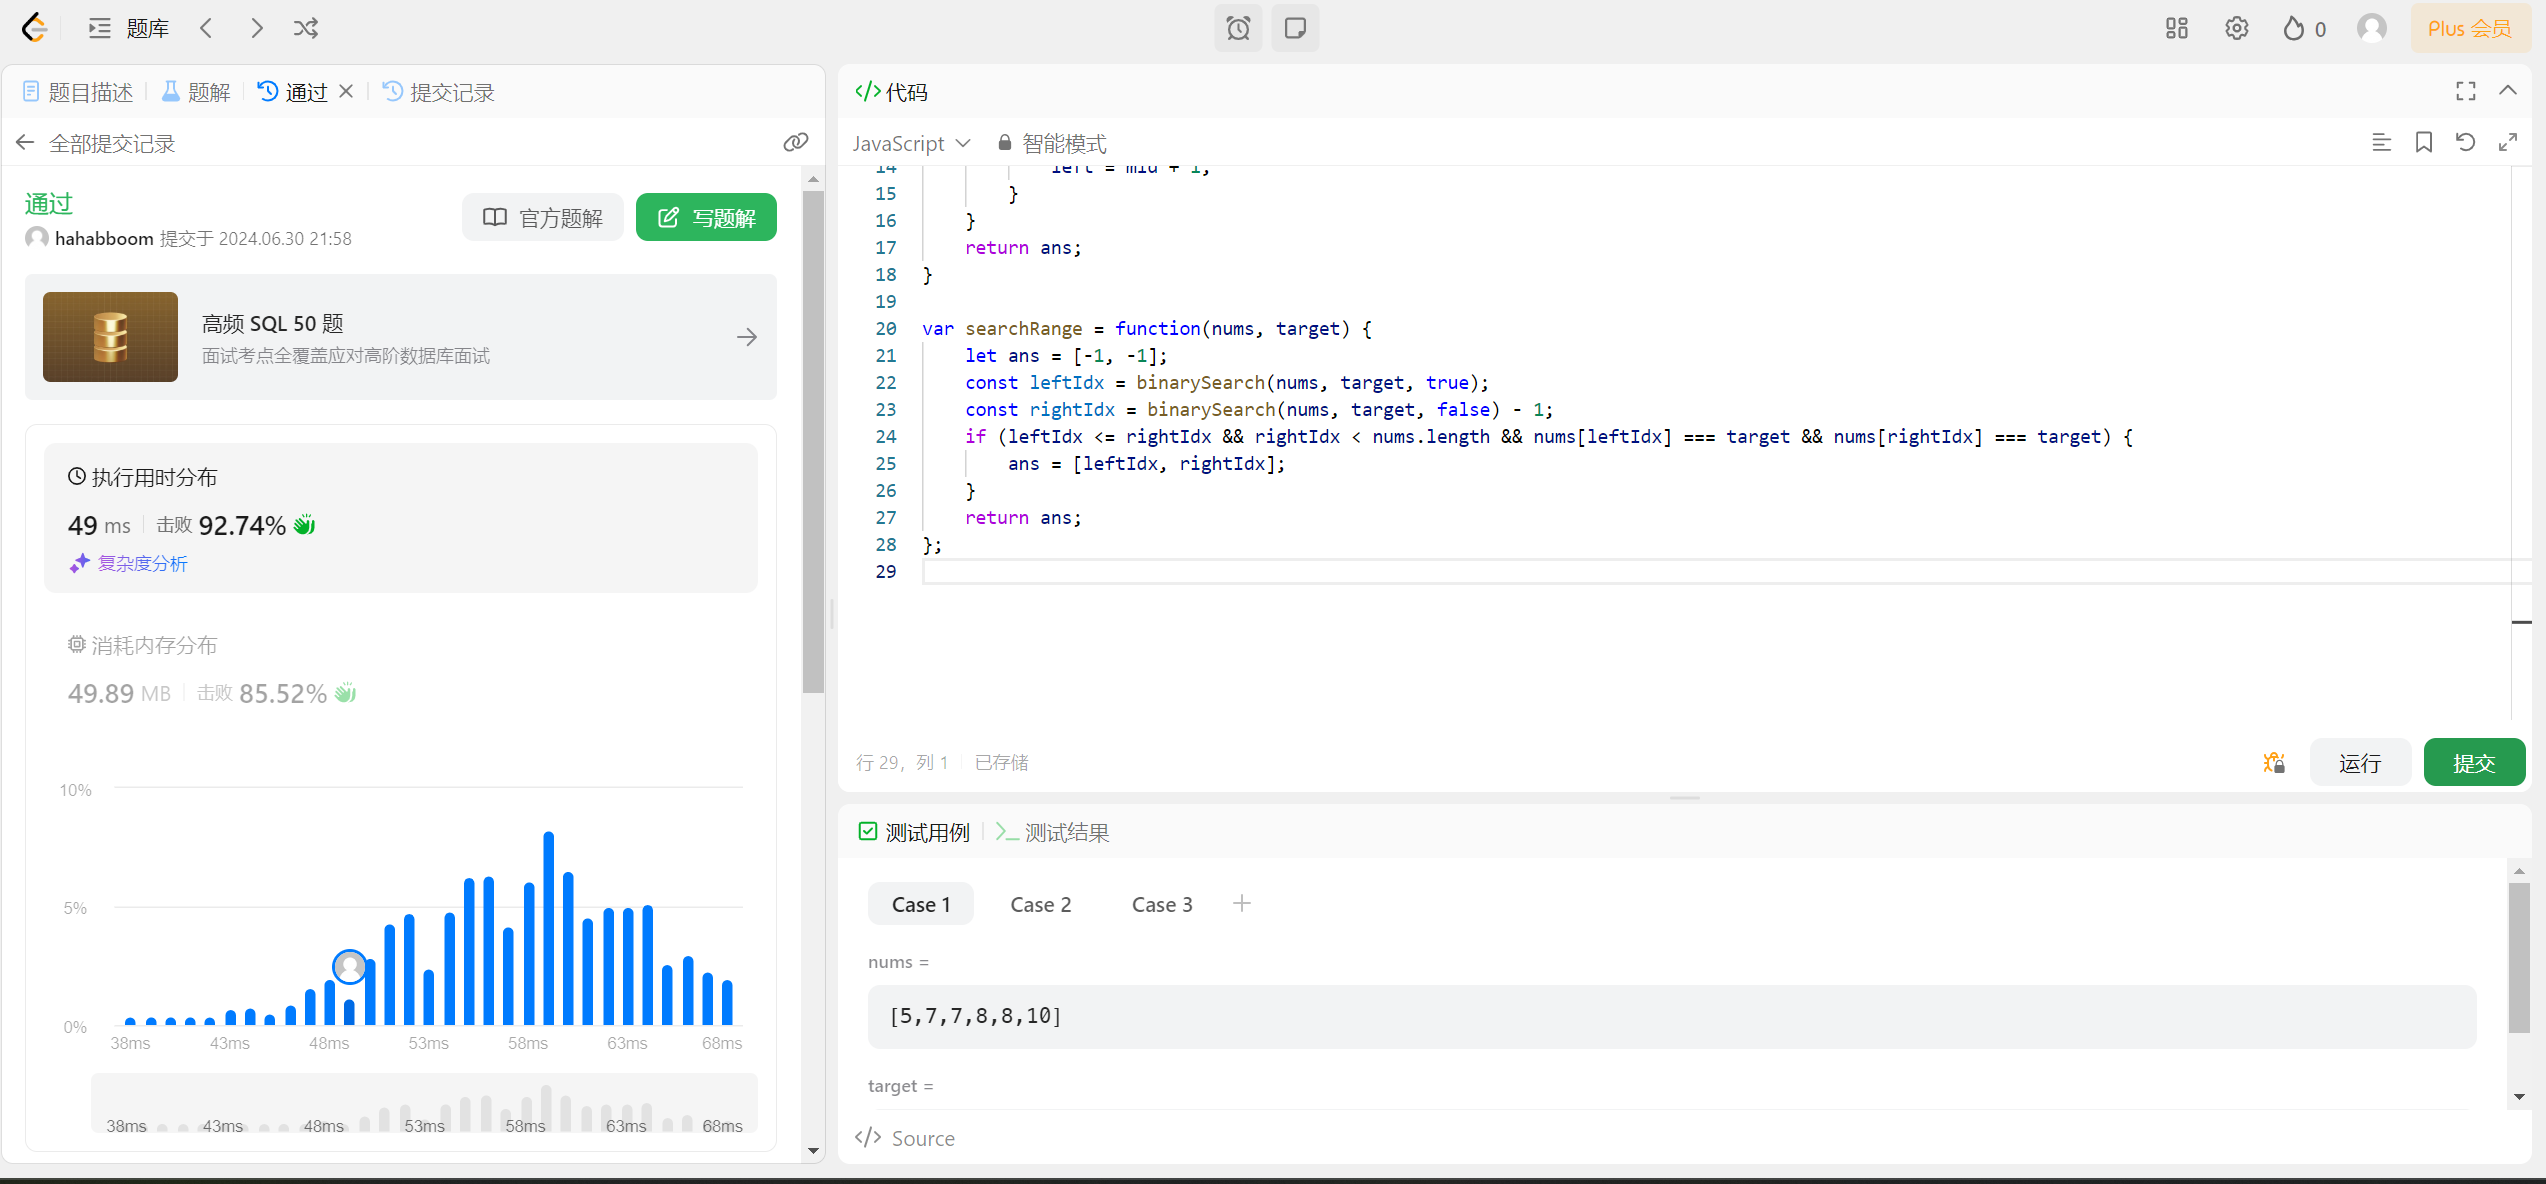 题库
0
Plus 会员
题目描述
题解
通过
提交记录
全部提交记录
通过
hahabboom 提交于 2024.06.30 21:58
官方题解
写题解
高频 SQL 50 题
面试考点全覆盖应对高阶数据库面试
执行用时分布
49 ms 击败 92.74%
复杂度分析
消耗内存分布
49.89 MB 击败 85.52%
10%
5%
0%
38ms 43ms 48ms 53ms 58ms 63ms 68ms
38ms 43ms 48ms 53ms 58ms 63ms 68ms
</> 代码
JavaScript 智能模式
14 left = mid + 1;
15 }
16 }
17 return ans;
18 }
19
20 var searchRange = function(nums, target) {
21 let ans = [-1, -1];
22 const leftIdx = binarySearch(nums, target, true);
23 const rightIdx = binarySearch(nums, target, false) - 1;
24 if (leftIdx <= rightIdx && rightIdx < nums.length && nums[leftIdx] === target && nums[rightIdx] === target) {
25 ans = [leftIdx, rightIdx];
26 }
27 return ans;
28 };
29
行 29，列 1 已存储
运行
提交
测试用例
测试结果
Case 1 Case 2 Case 3
nums =
[5,7,7,8,8,10]
target =
</> Source